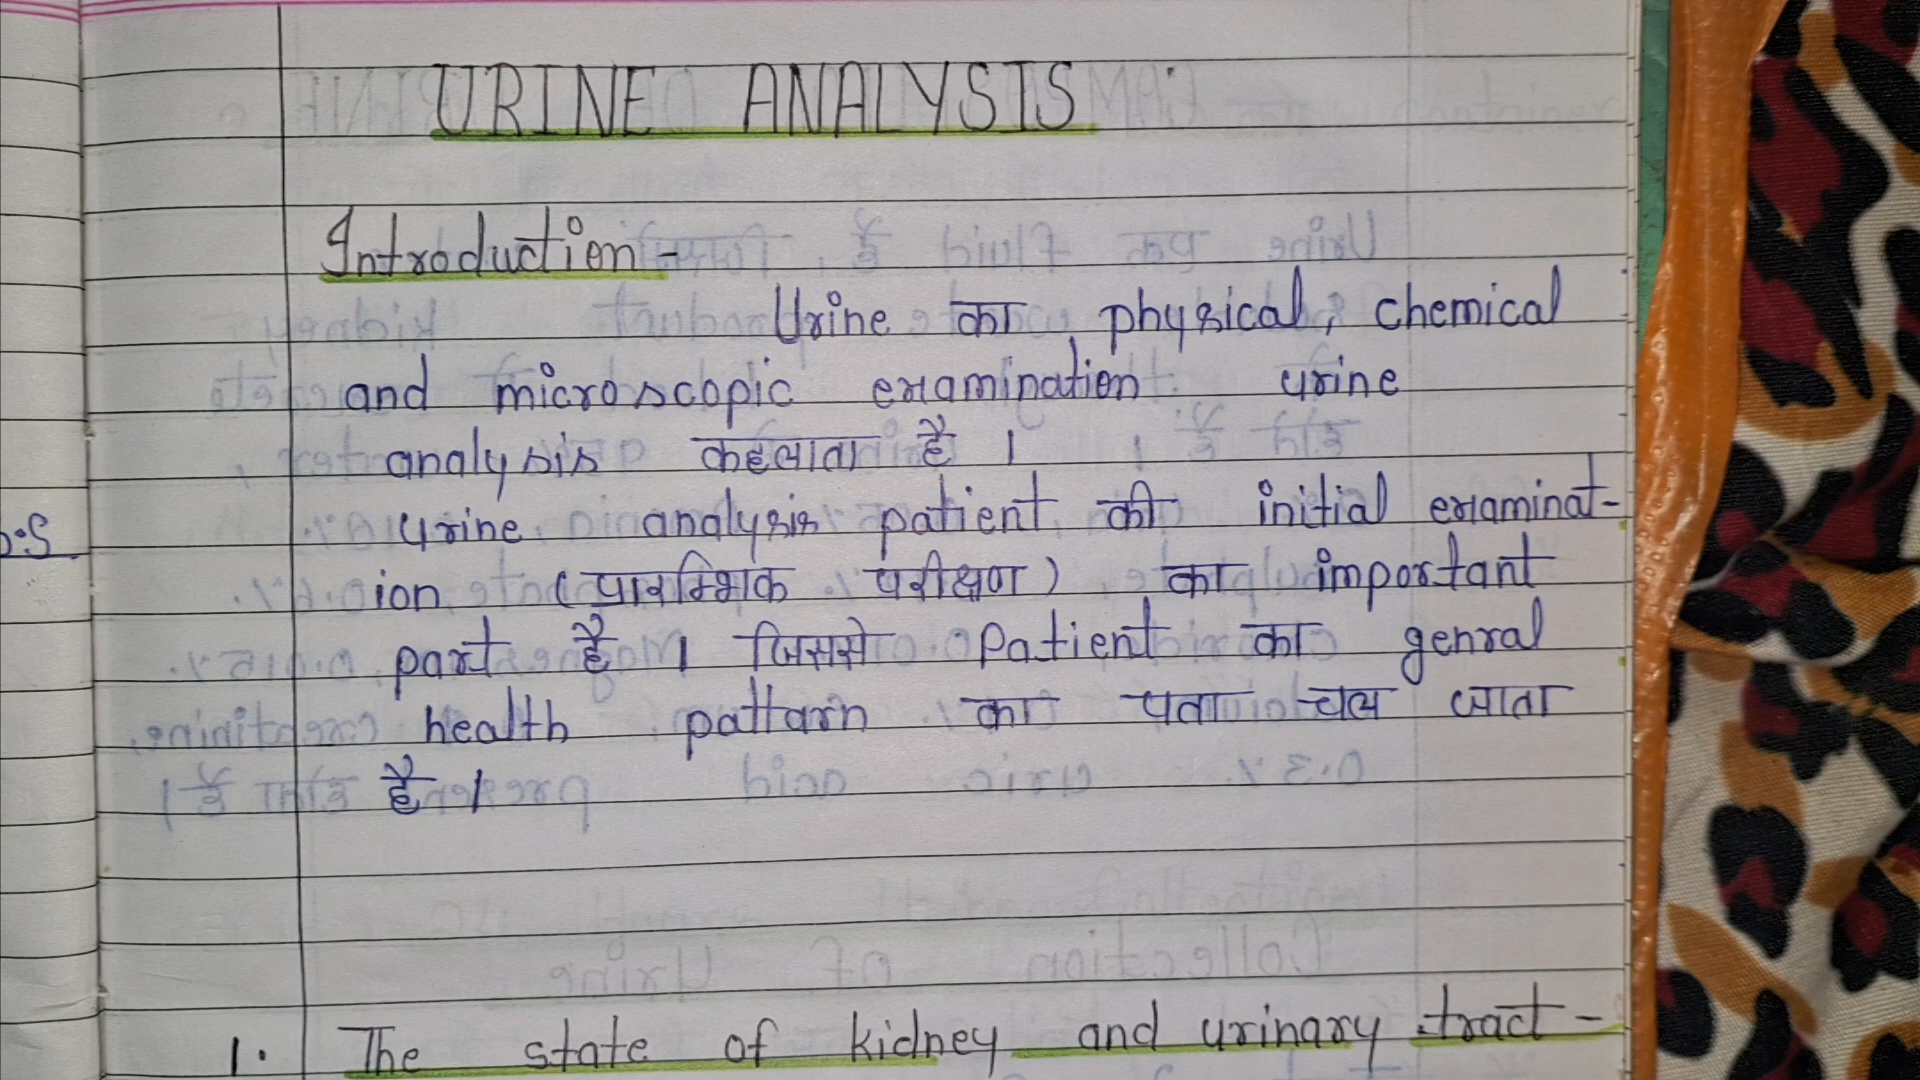 URINE ANALYSIS
Introduction-
Urine का physical, chemical
and microscopic examination urine
analysis कहलाता है ।
urine analysis patient की initial examinat-
ion (प्रारम्भिक परीक्षण) का important
part है । जिससे Patient का genral
health pattarn का पता चल जाता
है ।
1. The state of kidney and urinary tract-